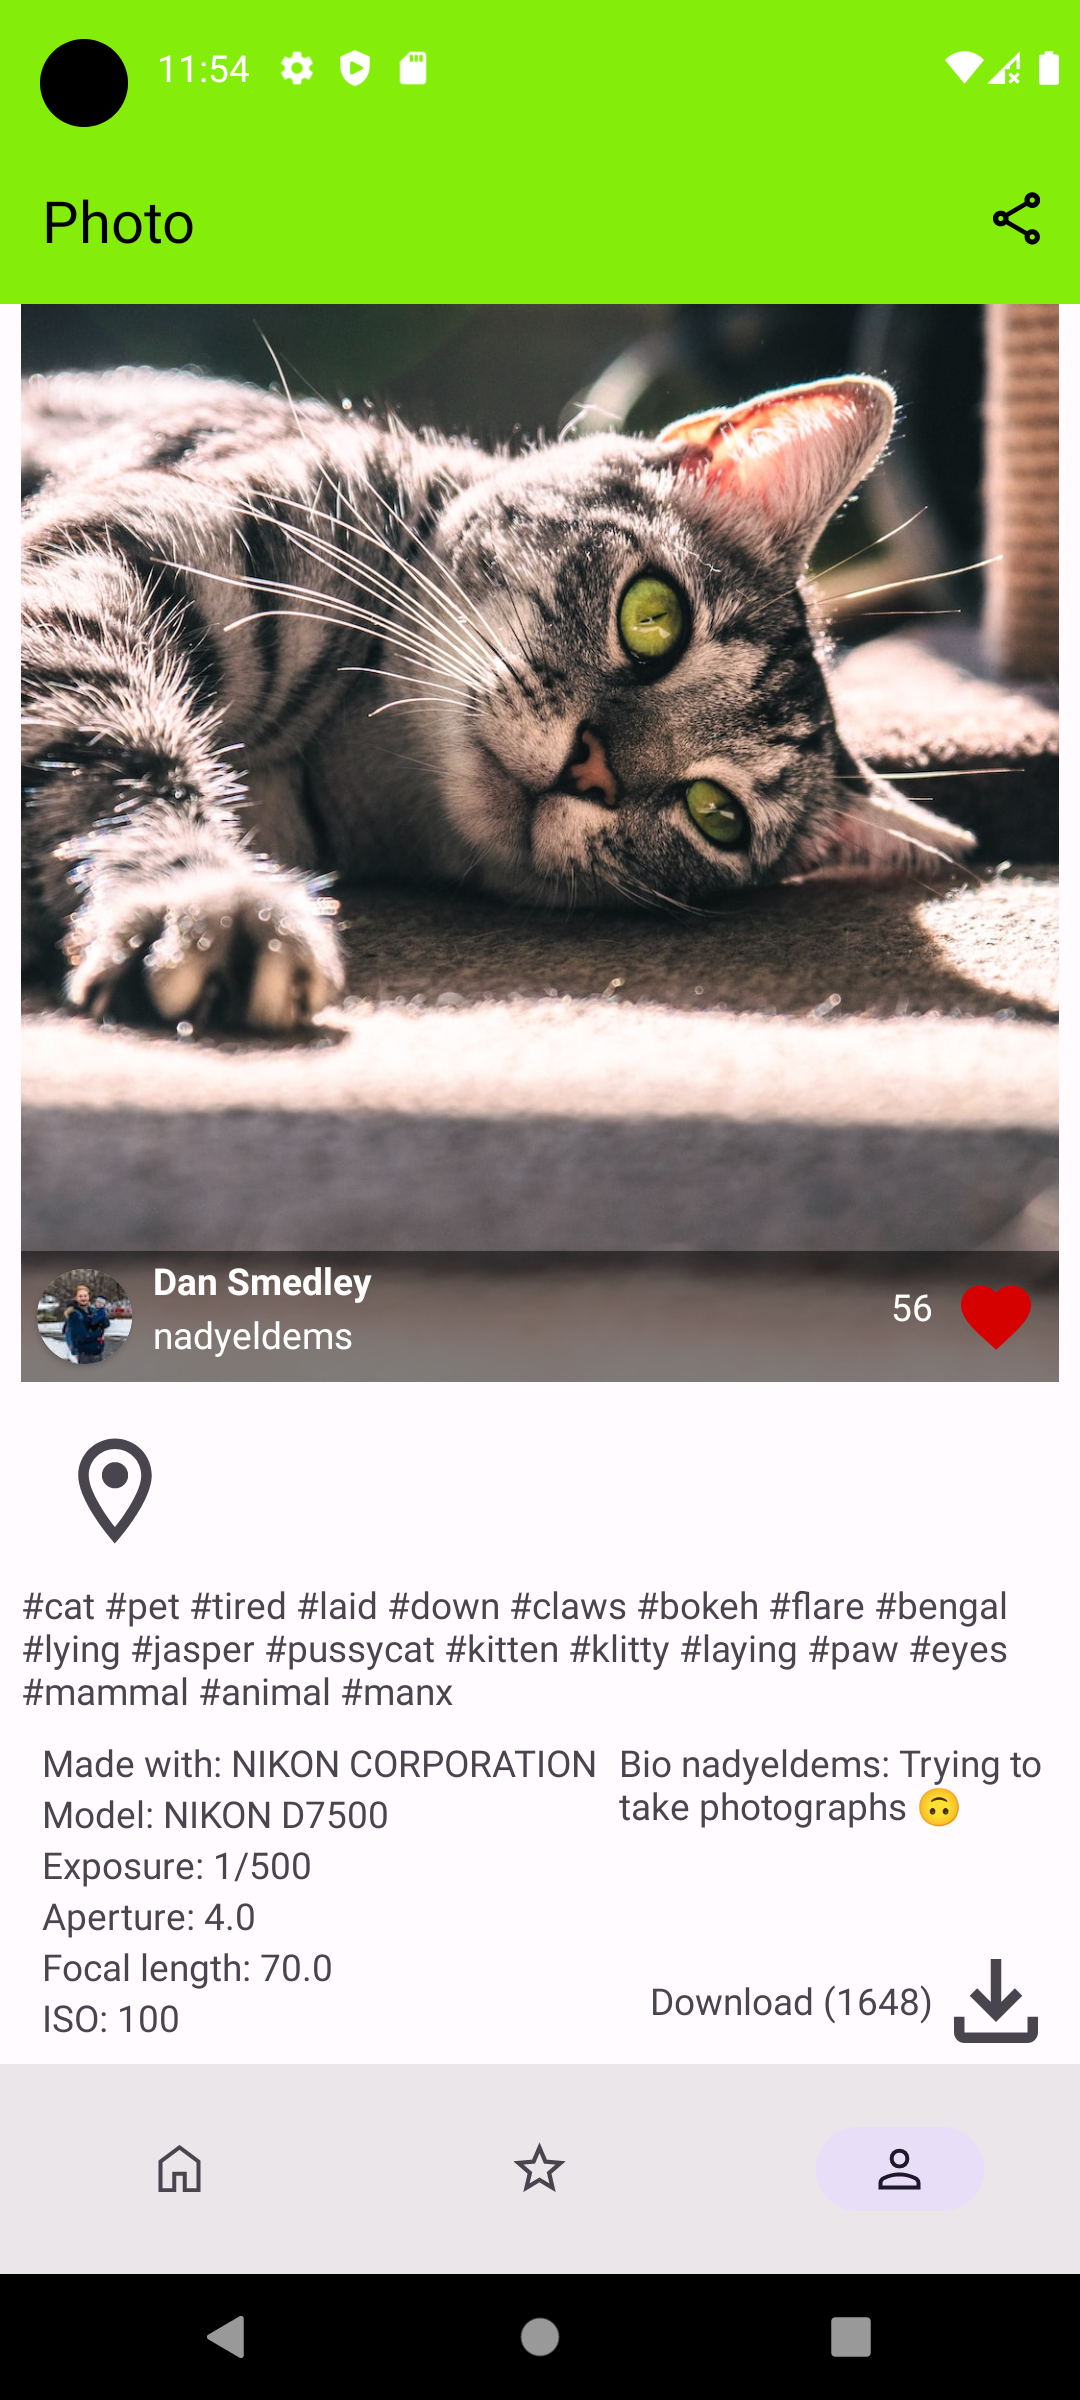 11:54
Photo
Dan Smedley
nadyeldems
56
#cat #pet #tired #laid #down #claws #bokeh #flare #bengal
#lying #jasper #pussycat #kitten #klitty #laying #paw #eyes
#mammal #animal #manx
Made with: NIKON CORPORATION
Model: NIKON D7500
Exposure: 1/500
Aperture: 4.0
Focal length: 70.0
ISO: 100
Bio nadyeldems: Trying to
take photographs 🙃
Download (1648)